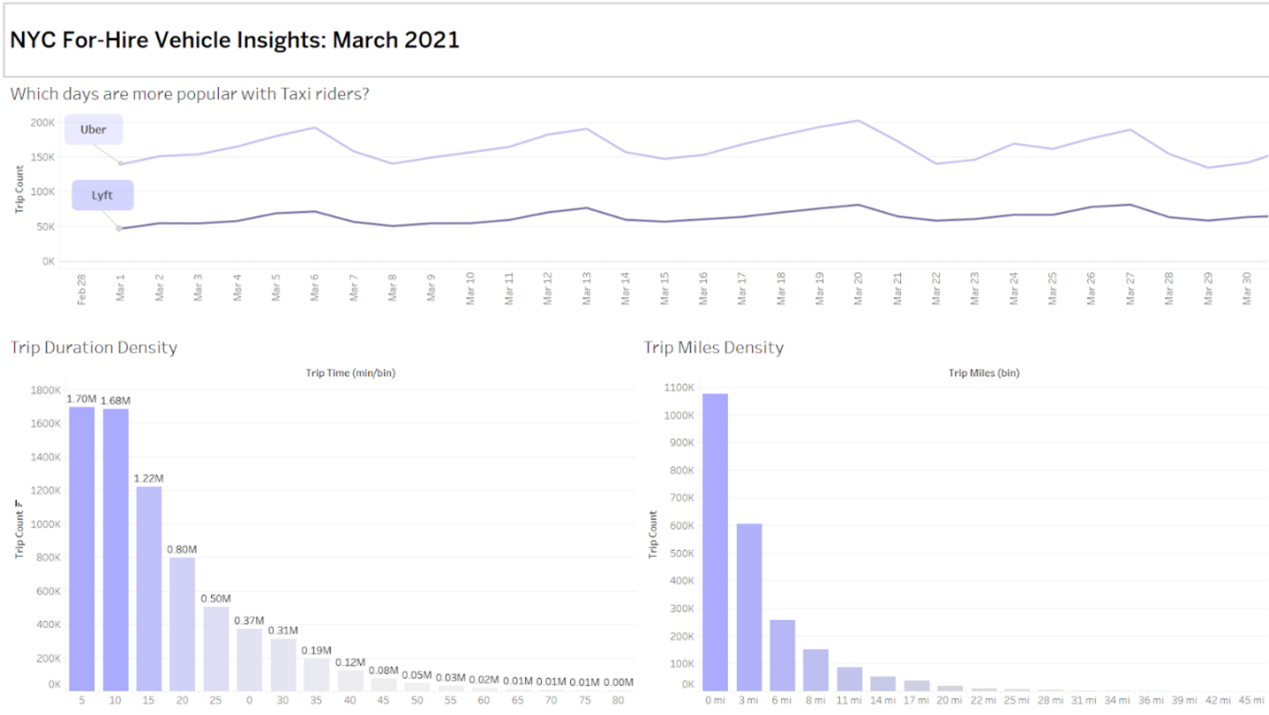 NYC For-Hire Vehicle Insights: March 2021
Which days are more popular with Taxi riders?
Trip Count
200K
150K
100K
50K
0K
Uber
Lyft
Feb 28
Mar 1
Mar 2
Mar 3
Mar 4
Mar 5
Mar 6
Mar 7
Mar 8
Mar 9
Mar 10
Mar 11
Mar 12
Mar 13
Mar 14
Mar 15
Mar 16
Mar 17
Mar 18
Mar 19
Mar 20
Mar 21
Mar 22
Mar 23
Mar 24
Mar 25
Mar 26
Mar 27
Mar 28
Mar 29
Mar 30
Trip Duration Density
Trip Time (min/bin)
Trip Count
1800K
1600K
1400K
1200K
1000K
800K
600K
400K
200K
0K
1.70M 1.68M
1.22M
0.80M
0.50M
0.37M
0.31M
0.19M
0.12M
0.08M
0.05M 0.03M 0.02M 0.01M 0.01M 0.01M 0.00M
5 10 15 20 25 0 30 35 40 45 50 55 60 65 70 75 80
Trip Miles Density
Trip Miles (bin)
Trip Count
1100K
1000K
900K
800K
700K
600K
500K
400K
300K
200K
100K
0K
0 mi 3 mi 6 mi 8 mi 11 mi 14 mi 17 mi 20 mi 22 mi 25 mi 28 mi 31 mi 34 mi 36 mi 39 mi 42 mi 45 mi